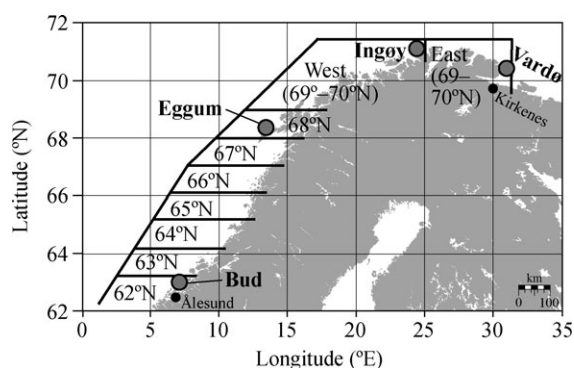 72
70
68
66
64
62
Latitude (ºN)
Ingøy
East
(69–
70ºN)
Vardø
Kirkenes
West
(69º–70ºN)
Eggum
68ºN
67ºN
66ºN
65ºN
64ºN
63ºN
62ºN
Bud
Ålesund
km
0 100
0 5 10 15 20 25 30 35
Longitude (ºE)